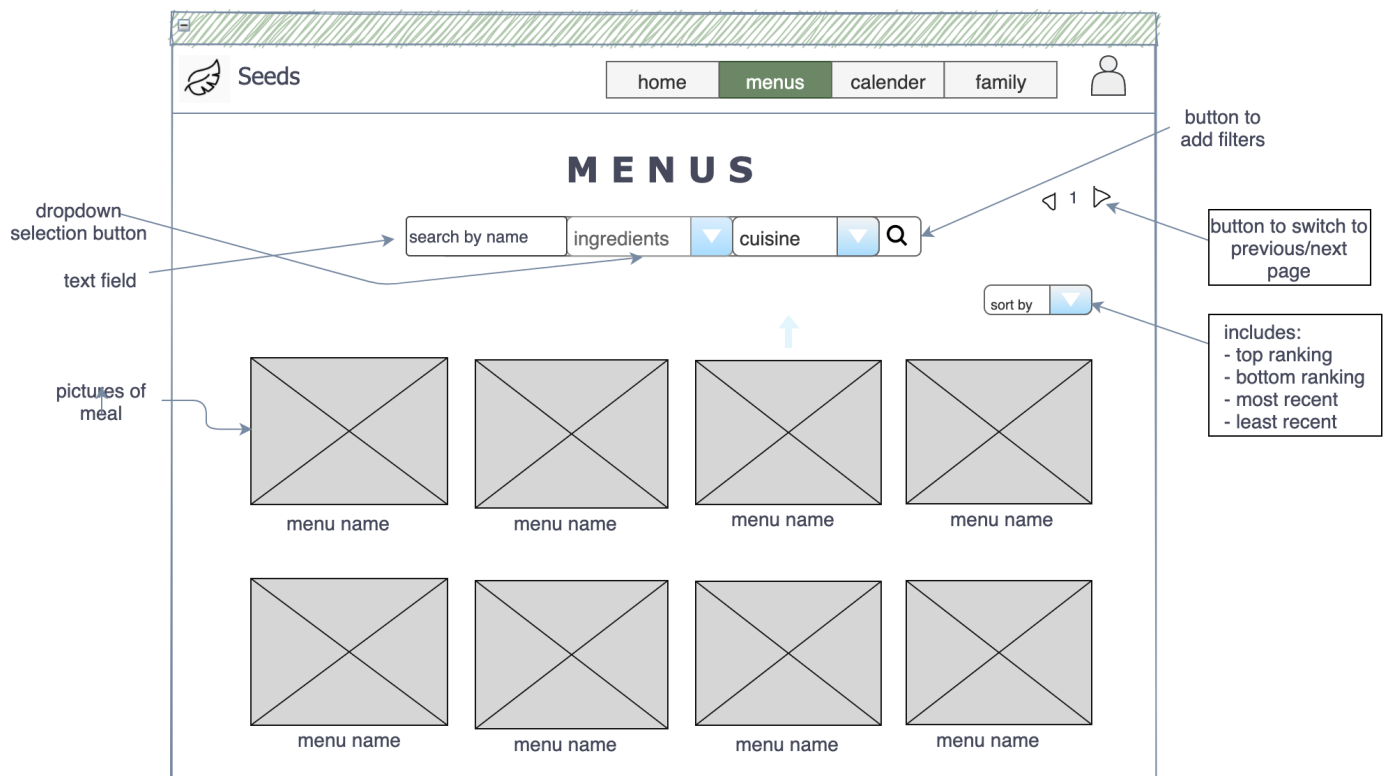 Seeds
home
menus
calender
family
button to
add filters
MENUS
dropdown
selection button
1
button to switch to
previous/next
page
search by name
ingredients
cuisine
text field
sort by
includes:
- top ranking
- bottom ranking
- most recent
- least recent
pictures of
meal
menu name
menu name
menu name
menu name
menu name
menu name
menu name
menu name